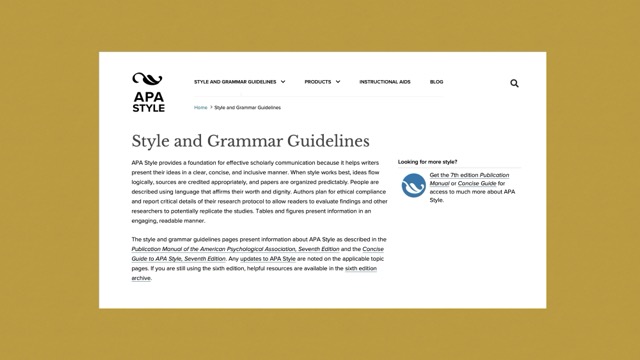 APA
STYLE
STYLE AND GRAMMAR GUIDELINES PRODUCTS INSTRUCTIONAL AIDS BLOG
Home > Style and Grammar Guidelines
Style and Grammar Guidelines
APA Style provides a foundation for effective scholarly communication because it helps writers
present their ideas in a clear, concise, and inclusive manner. When style works best, ideas flow
logically, sources are credited appropriately, and papers are organized predictably. People are
described using language that affirms their worth and dignity. Authors plan for ethical compliance
and report critical details of their research protocol to allow readers to evaluate findings and other
researchers to potentially replicate the studies. Tables and figures present information in an
engaging, readable manner.
The style and grammar guidelines pages present information about APA Style as described in the
Publication Manual of the American Psychological Association, Seventh Edition and the Concise
Guide to APA Style, Seventh Edition. Any updates to APA Style are noted on the applicable topic
pages. If you are still using the sixth edition, helpful resources are available in the sixth edition
archive.
Looking for more style?
Get the 7th edition Publication
Manual or Concise Guide for
access to much more about APA
Style.